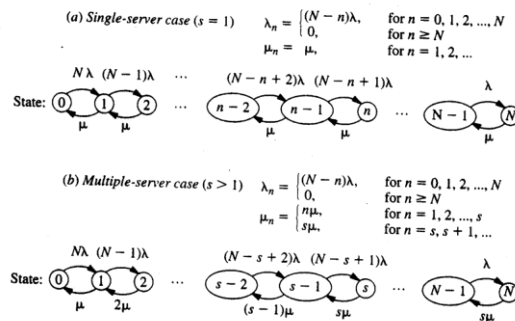 (a) Single-server case (s = 1)
λn = {(N − n)λ, for n = 0, 1, 2, ..., N
0, for n ≥ N
μn = μ, for n = 1, 2, ...
Nλ (N − 1)λ ... (N − n + 2)λ (N − n + 1)λ λ
State: 0 1 2 ... n − 2 n − 1 n ... N − 1 N
μ μ μ μ μ
(b) Multiple-server case (s > 1)
λn = {(N − n)λ, for n = 0, 1, 2, ..., N
0, for n ≥ N
μn = {nμ, for n = 1, 2, ..., s
sμ, for n = s, s + 1, ...
Nλ (N − 1)λ (N − s + 2)λ (N − s + 1)λ λ
State: 0 1 2 ... s − 2 s − 1 s ... N − 1 N
μ 2μ (s − 1)μ sμ sμ